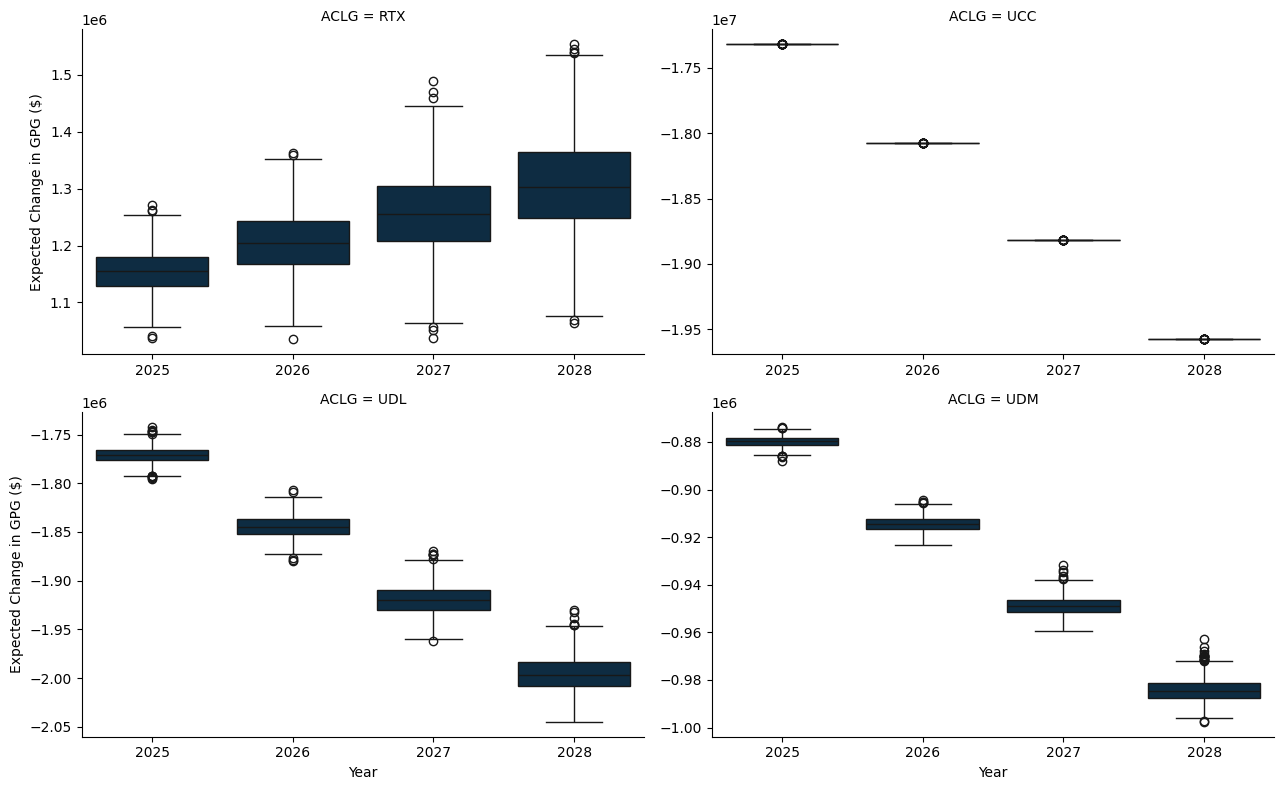 ACLG = RTX
1e6
Expected Change in GPG ($)
1.5
1.4
1.3
1.2
1.1
2025 2026 2027 2028
ACLG = UCC
1e7
−1.75
−1.80
−1.85
−1.90
−1.95
2025 2026 2027 2028
ACLG = UDL
1e6
Expected Change in GPG ($)
−1.75
−1.80
−1.85
−1.90
−1.95
−2.00
−2.05
2025 2026 2027 2028
Year
ACLG = UDM
1e6
−0.88
−0.90
−0.92
−0.94
−0.96
−0.98
−1.00
2025 2026 2027 2028
Year